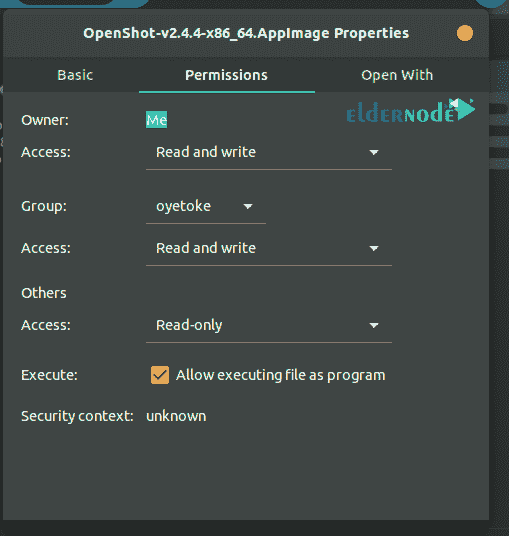 OpenShot-v2.4.4-x86_64.AppImage Properties
Basic Permissions Open With
ELDERNODE
Owner: Me
Access: Read and write
Group: oyetoke
Access: Read and write
Others
Access: Read-only
Execute: Allow executing file as program
Security context: unknown